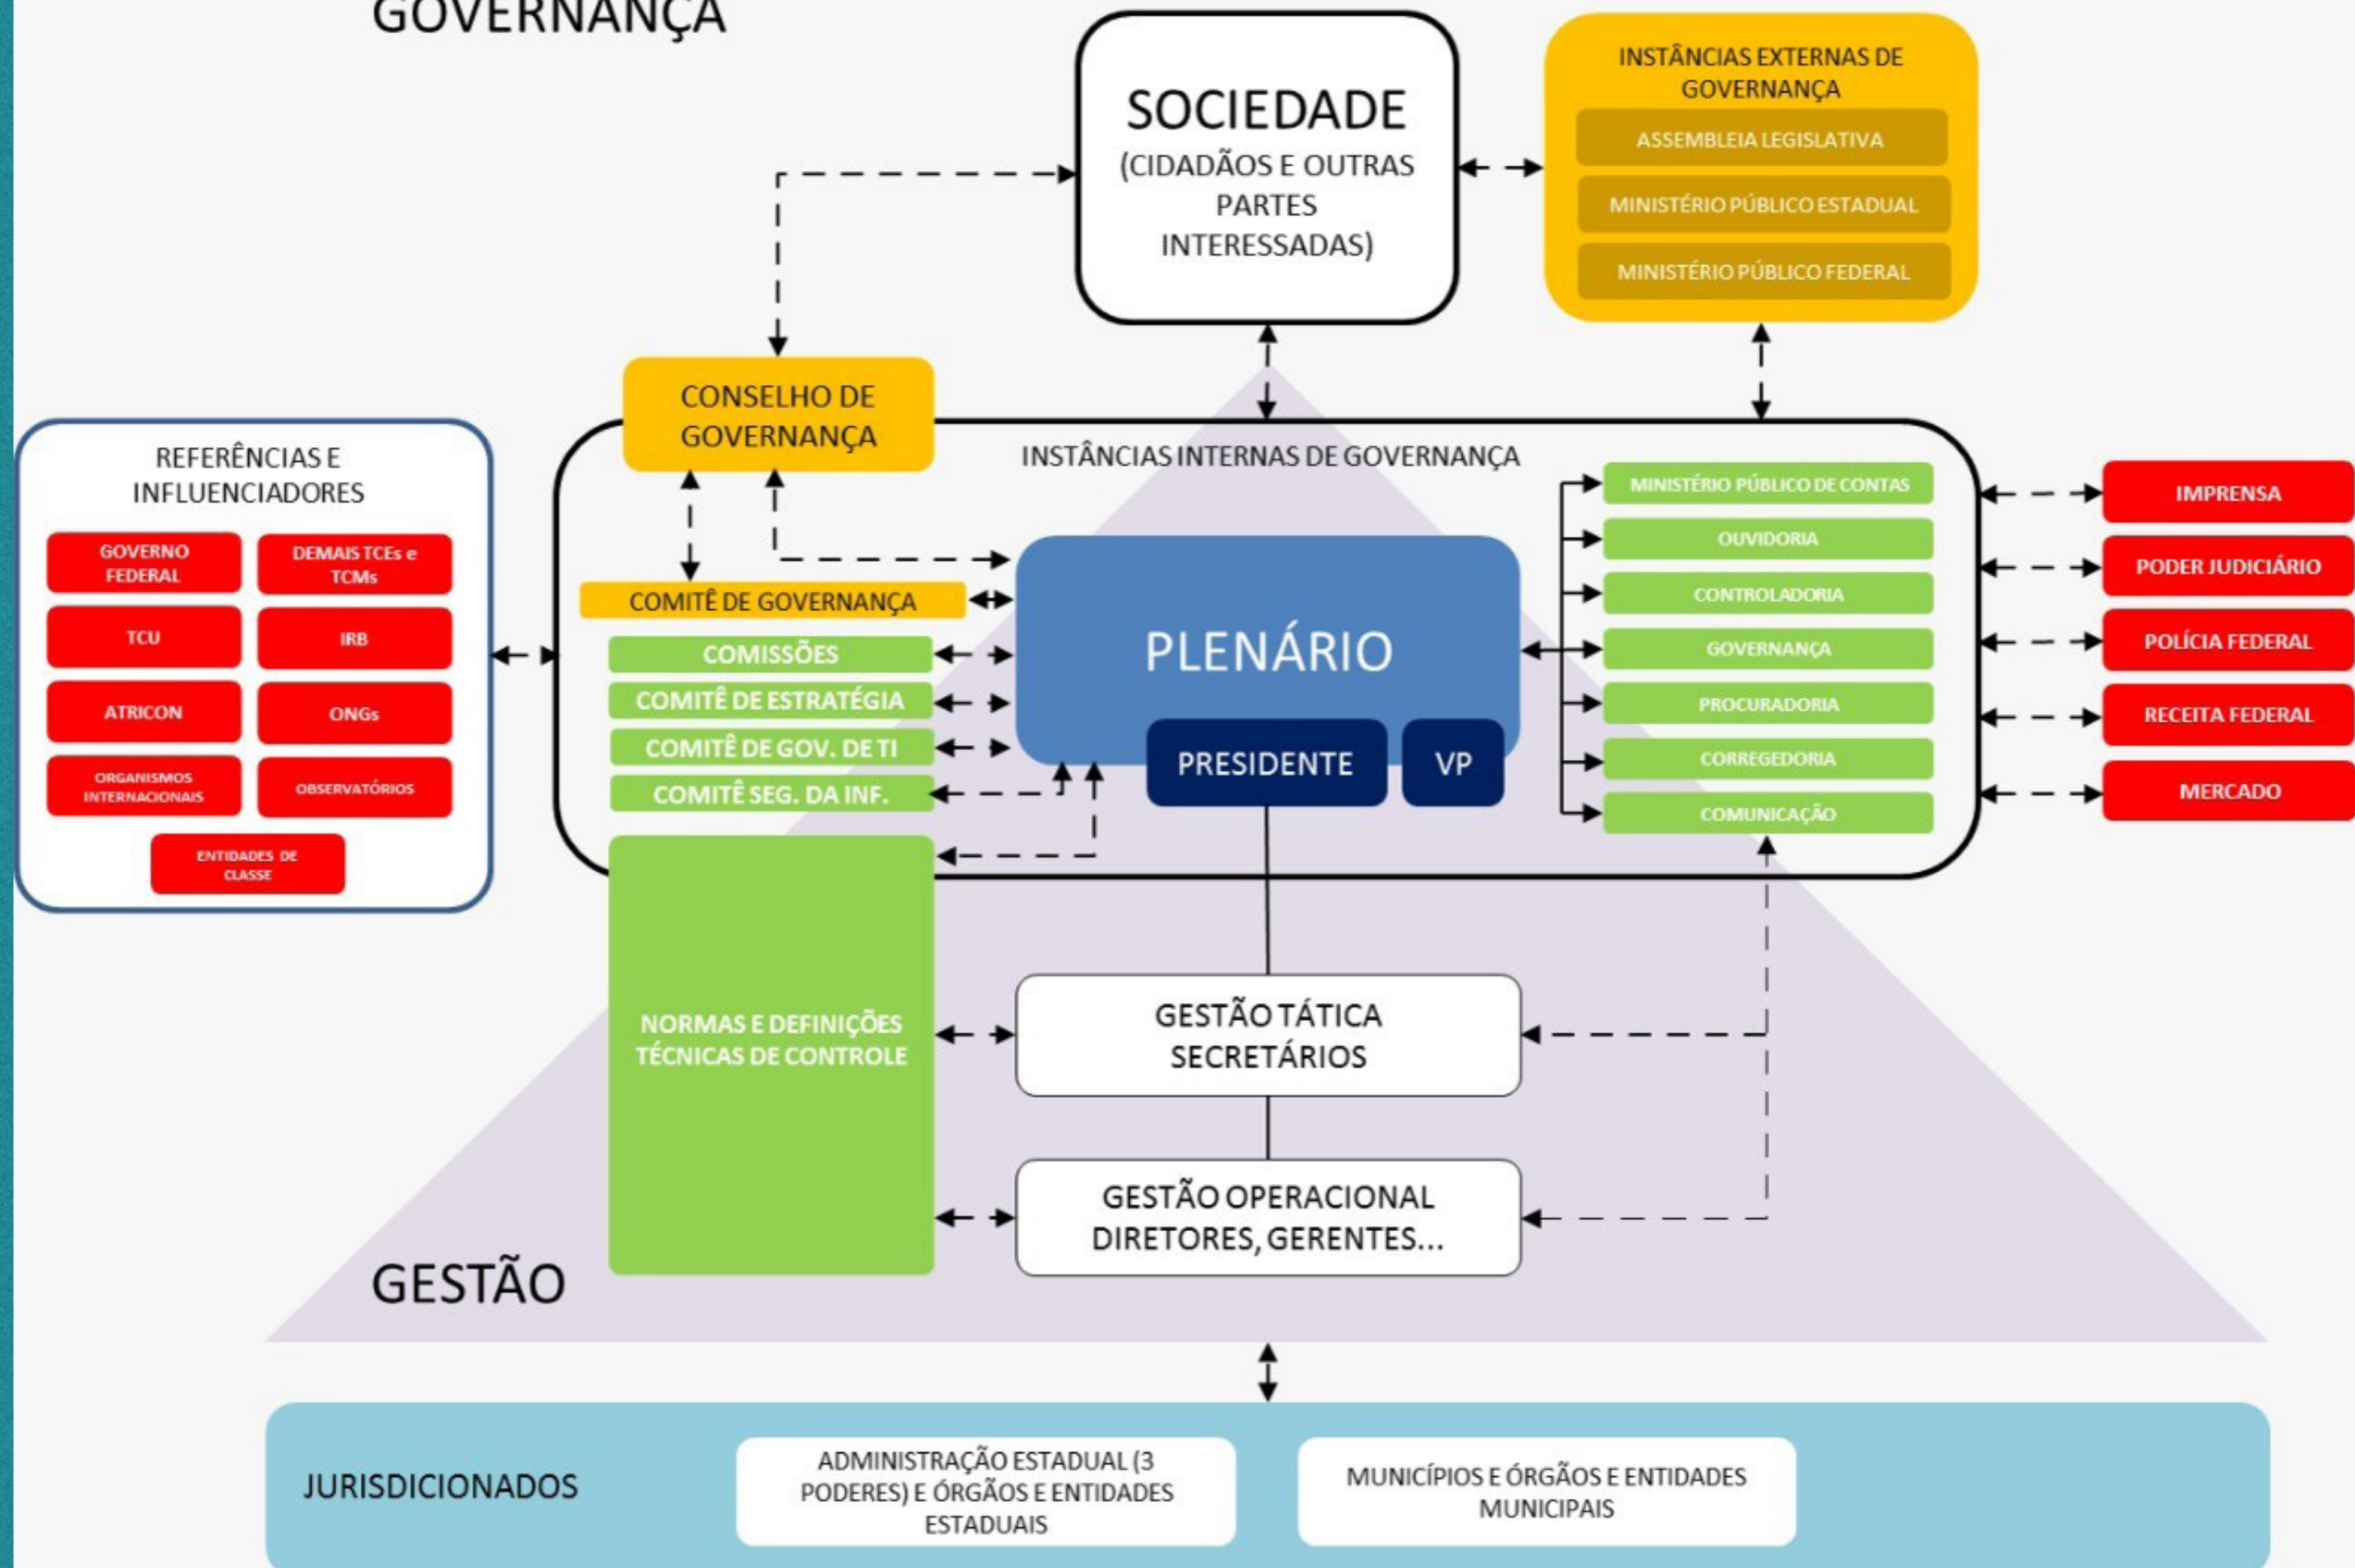 GOVERNANÇA
SOCIEDADE
(CIDADÃOS E OUTRAS
PARTES
INTERESSADAS)
INSTÂNCIAS EXTERNAS DE
GOVERNANÇA
ASSEMBLEIA LEGISLATIVA
MINISTÉRIO PÚBLICO ESTADUAL
MINISTÉRIO PÚBLICO FEDERAL
CONSELHO DE
GOVERNANÇA
REFERÊNCIAS E
INFLUENCIADORES
GOVERNO
FEDERAL
DEMAIS TCEs e
TCMs
TCU
IRB
ATRICON
ONGs
ORGANISMOS
INTERNACIONAIS
OBSERVATÓRIOS
ENTIDADES DE
CLASSE
INSTÂNCIAS INTERNAS DE GOVERNANÇA
COMITÊ DE GOVERNANÇA
COMISSÕES
COMITÊ DE ESTRATÉGIA
COMITÊ DE GOV. DE TI
COMITÊ SEG. DA INF.
NORMAS E DEFINIÇÕES
TÉCNICAS DE CONTROLE
PLENÁRIO
PRESIDENTE
VP
MINISTÉRIO PÚBLICO DE CONTAS
OUVIDORIA
CONTROLADORIA
GOVERNANÇA
PROCURADORIA
CORREGEDORIA
COMUNICAÇÃO
IMPRENSA
PODER JUDICIÁRIO
POLÍCIA FEDERAL
RECEITA FEDERAL
MERCADO
GESTÃO TÁTICA
SECRETÁRIOS
GESTÃO OPERACIONAL
DIRETORES, GERENTES...
GESTÃO
JURISDICIONADOS
ADMINISTRAÇÃO ESTADUAL (3
PODERES) E ÓRGÃOS E ENTIDADES
ESTADUAIS
MUNICÍPIOS E ÓRGÃOS E ENTIDADES
MUNICIPAIS